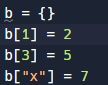 b = {}
b[1] = 2
b[3] = 5
b["x"] = 7